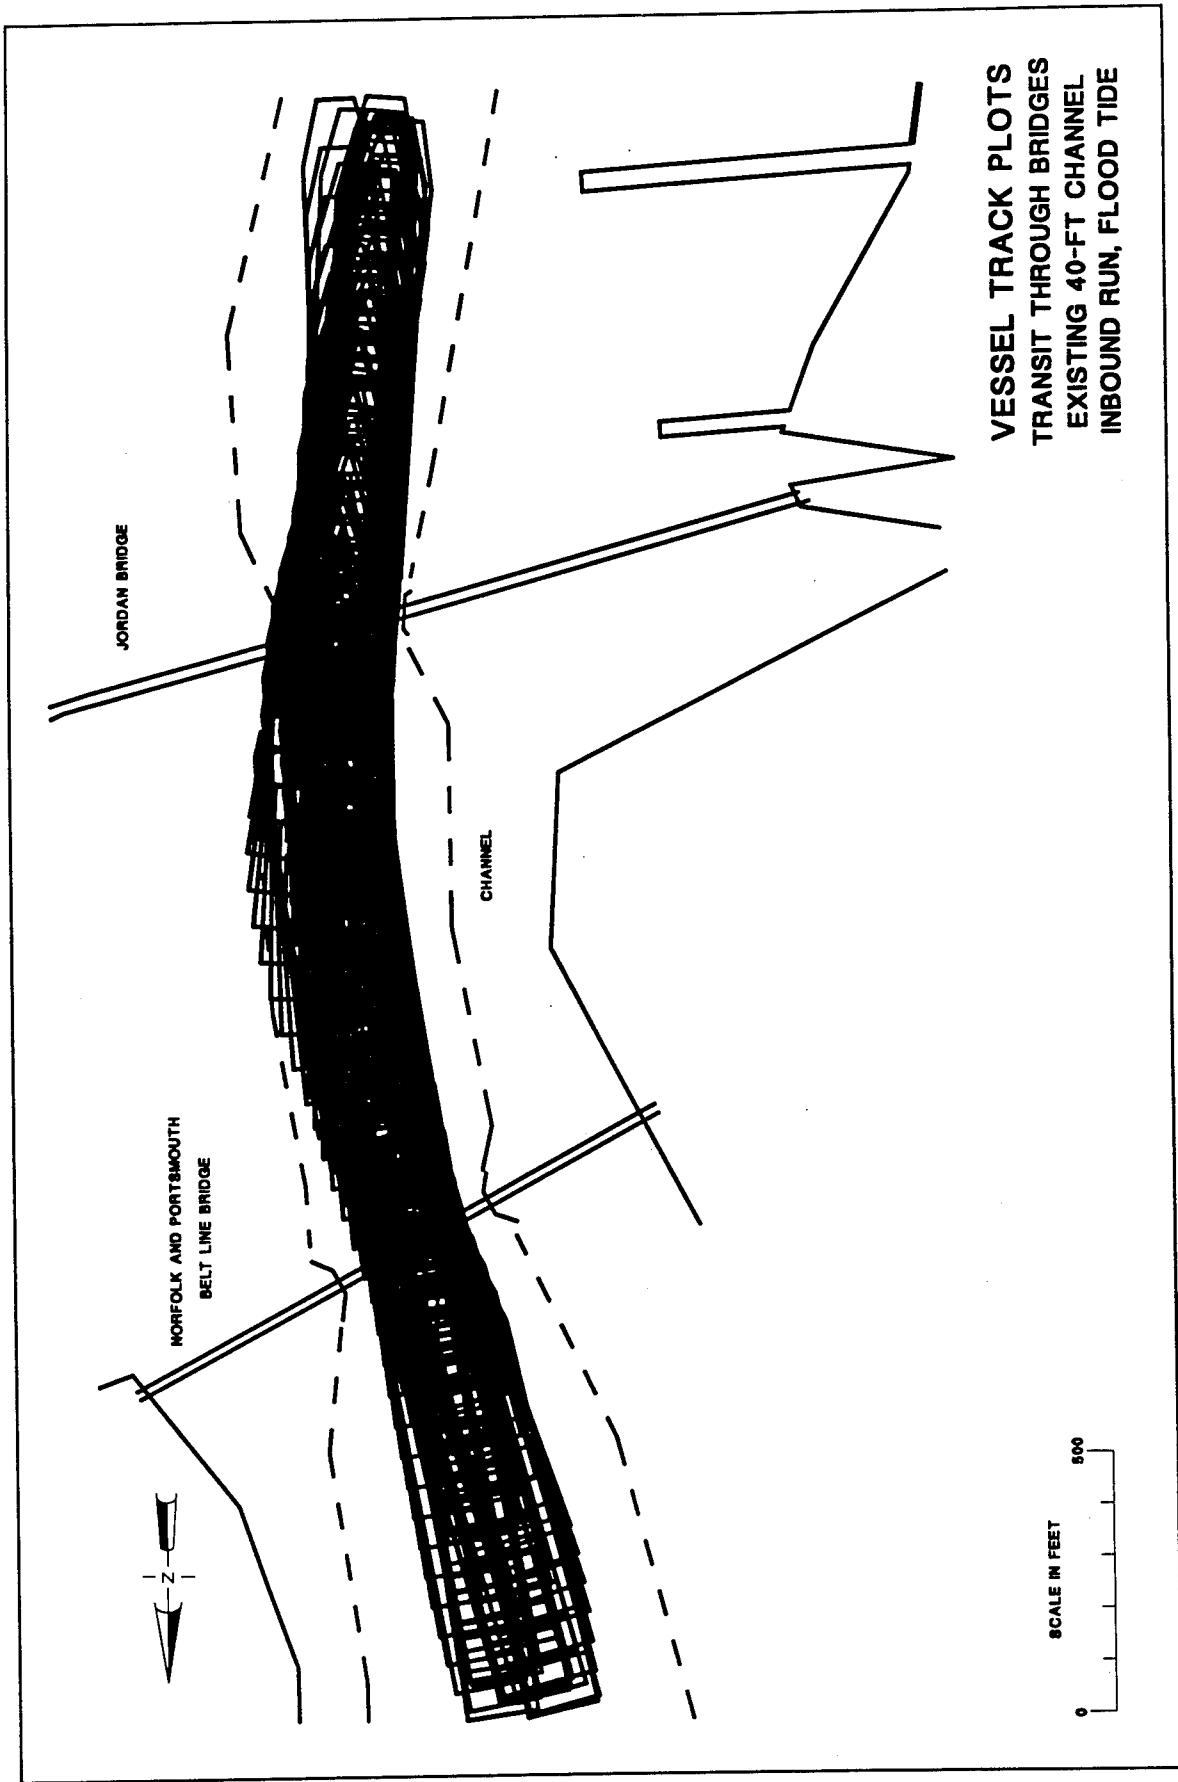 JORDAN BRIDGE
NORFOLK AND PORTSMOUTH
BELT LINE BRIDGE
CHANNEL
N
SCALE IN FEET
0
500
VESSEL TRACK PLOTS
TRANSIT THROUGH BRIDGES
EXISTING 40-FT CHANNEL
INBOUND RUN, FLOOD TIDE